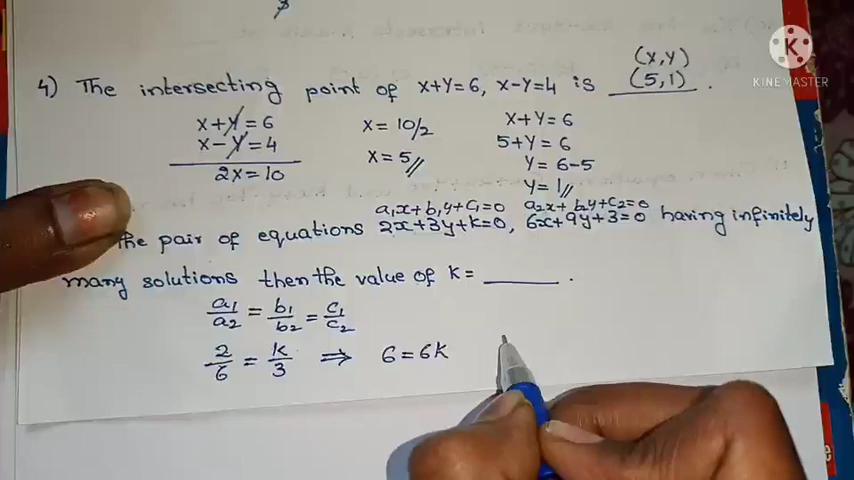 K
KINEMASTER
4) The intersecting point of x+y=6, x-y=4 is (5,1).
(x,y)
x+y=6
x-y=4
2x=10
x=10/2
x=5//
x+y=6
5+y=6
y=6-5
y=1//
a₁x+b₁y+c₁=0 a₂x+b₂y+c₂=0
the pair of equations 2x+3y+k=0, 6x+9y+3=0 having infinitely
many solutions then the value of k= ______ .
a₁/a₂ = b₁/b₂ = c₁/c₂
2/6 = k/3 ⇒ 6=6k